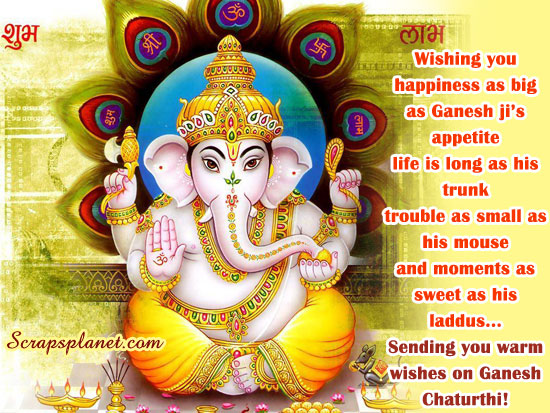 शुभ
लाभ
श्री
ॐ
शुभ
लाभ
ॐ
Wishing you
happiness as big
as Ganesh ji's
appetite
life is long as his
trunk
trouble as small as
his mouse
and moments as
sweet as his
laddus...
Sending you warm
wishes on Ganesh
Chaturthi!
Scrapsplanet.com